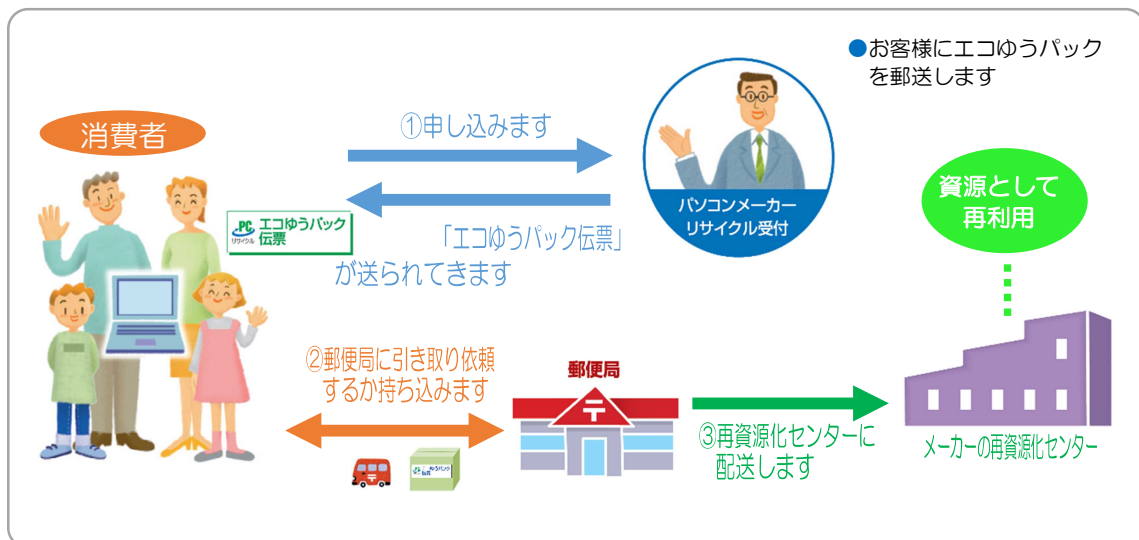 ●お客様にエコゆうパック
を郵送します
消費者
①申し込みます
PC
リサイクル
エコゆうパック
伝票
パソコンメーカー
リサイクル受付
「エコゆうパック伝票」
が送られてきます
資源として
再利用
②郵便局に引き取り依頼
するか持ち込みます
郵便局
〒
〒
③再資源化センターに
配送します
メーカーの再資源化センター